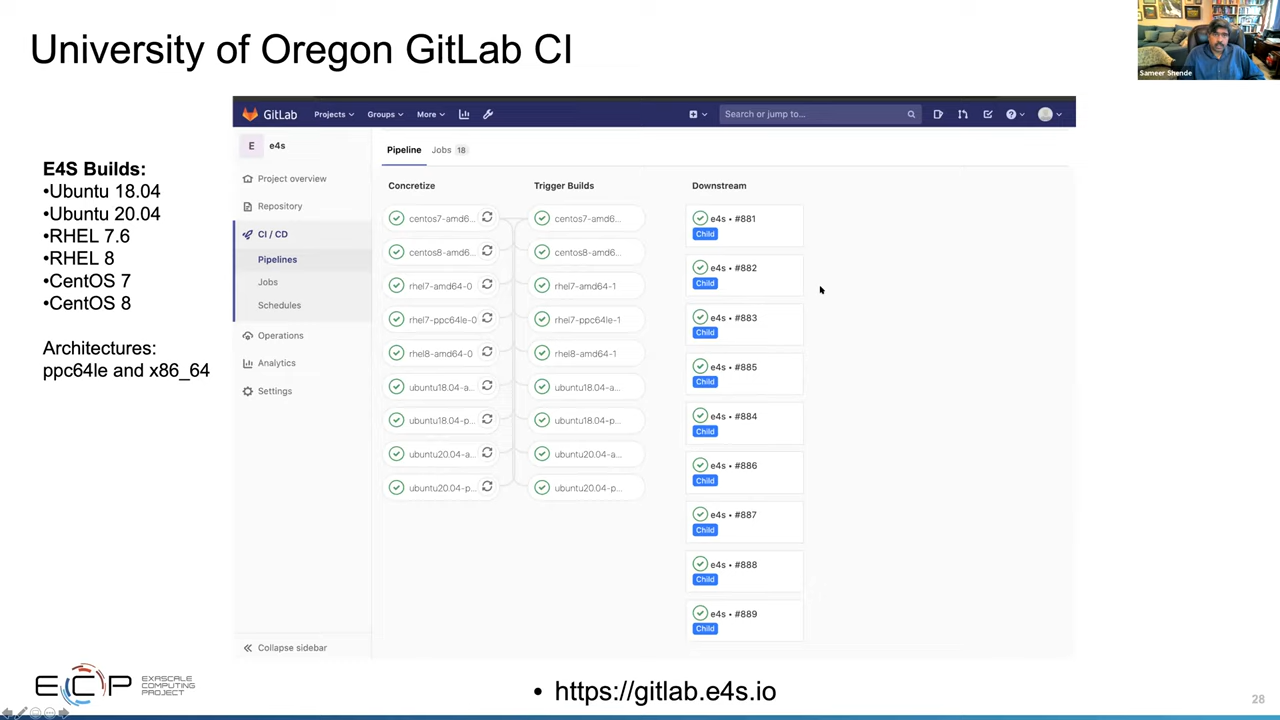 University of Oregon GitLab CI
Sameer Shende
E4S Builds:
•Ubuntu 18.04
•Ubuntu 20.04
•RHEL 7.6
•RHEL 8
•CentOS 7
•CentOS 8
Architectures:
ppc64le and x86_64
GitLab
Projects
Groups
More
Search or jump to...
E
e4s
Project overview
Repository
CI / CD
Pipelines
Jobs
Schedules
Operations
Analytics
Settings
Collapse sidebar
Pipeline
Jobs 18
Concretize
centos7-amd6...
centos8-amd6...
rhel7-amd64-0
rhel7-ppc64le-0
rhel8-amd64-0
ubuntu18.04-a...
ubuntu18.04-p...
ubuntu20.04-a...
ubuntu20.04-p...
Trigger Builds
centos7-amd6...
centos8-amd6...
rhel7-amd64-1
rhel7-ppc64le-1
rhel8-amd64-1
ubuntu18.04-a...
ubuntu18.04-p...
ubuntu20.04-a...
ubuntu20.04-p...
Downstream
e4s • #881
Child
e4s • #882
Child
e4s • #883
Child
e4s • #885
Child
e4s • #884
Child
e4s • #886
Child
e4s • #887
Child
e4s • #888
Child
e4s • #889
Child
ECP
EXASCALE
COMPUTING
PROJECT
• https://gitlab.e4s.io
28